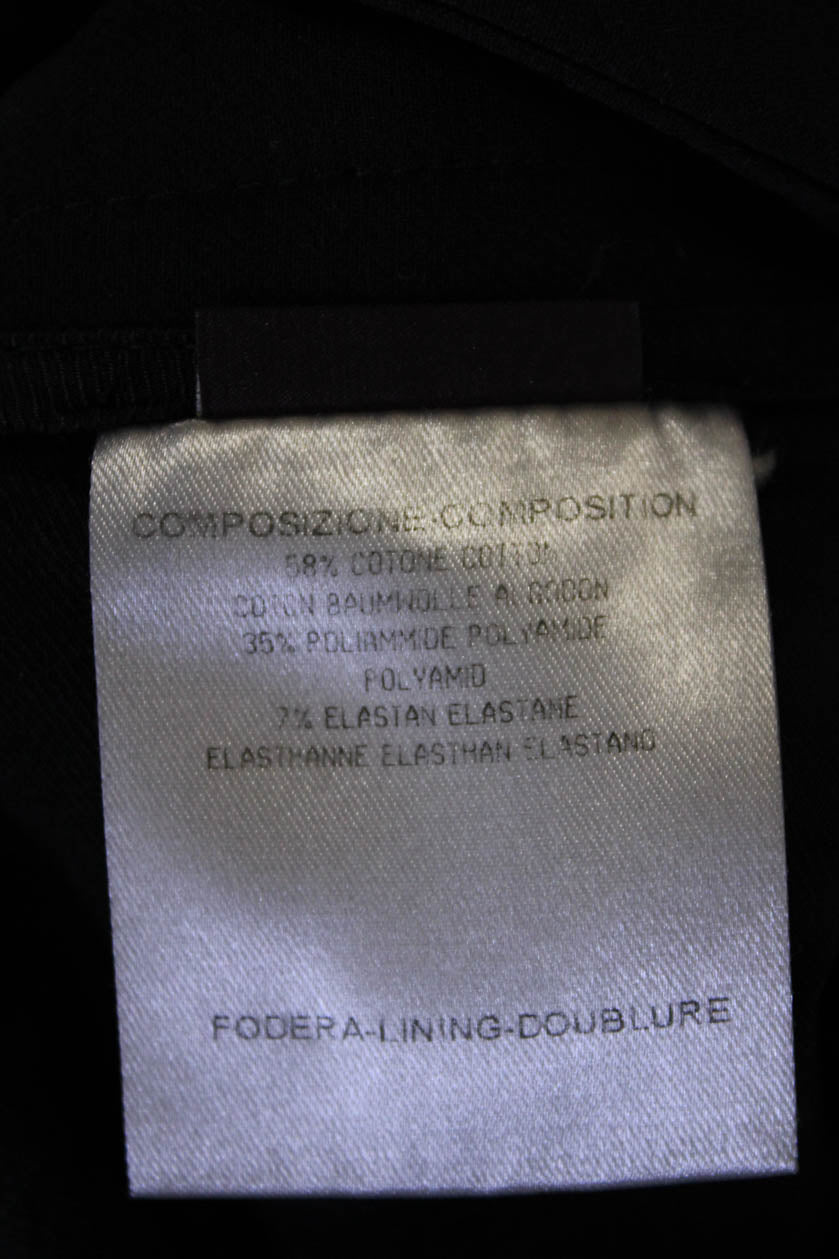 COMPOSIZIONE-COMPOSITION
58% COTONE COTTON
COTON BAUMWOLLE ALGODON
35% POLIAMMIDE POLYAMIDE
POLYAMID
7% ELASTAN ELASTANE
ELASTHANNE ELASTHAN ELASTANO
FODERA-LINING-DOUBLURE